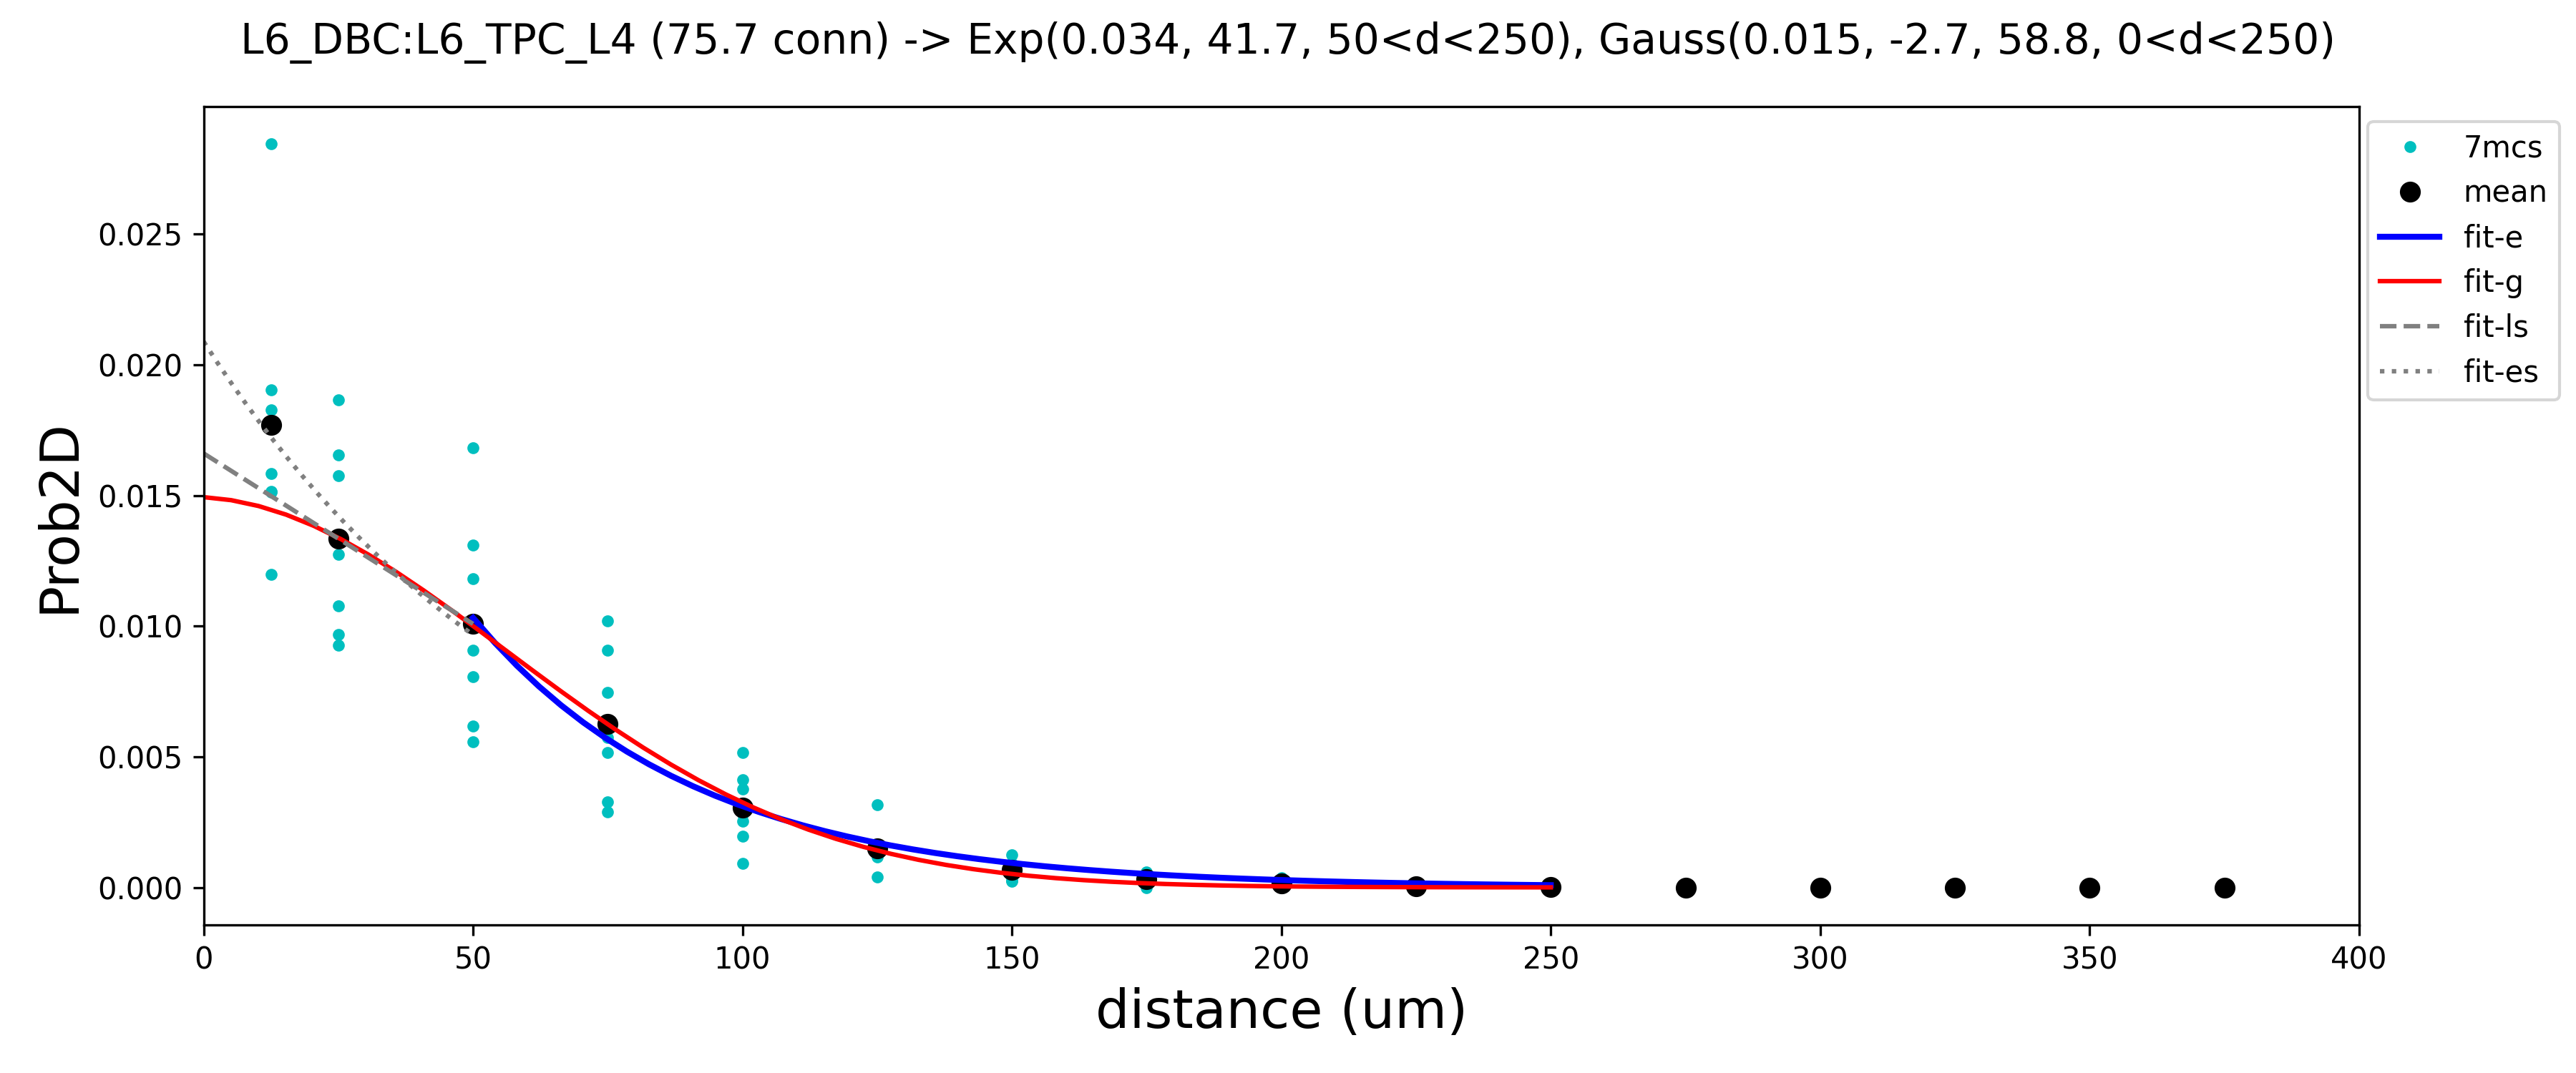 L6_DBC:L6_TPC_L4 (75.7 conn) -> Exp(0.034, 41.7, 50<d<250), Gauss(0.015, -2.7, 58.8, 0<d<250)
7mcs
mean
fit-e
fit-g
fit-ls
fit-es
0.025
0.020
0.015
0.010
0.005
0.000
Prob2D
0 50 100 150 200 250 300 350 400
distance (um)